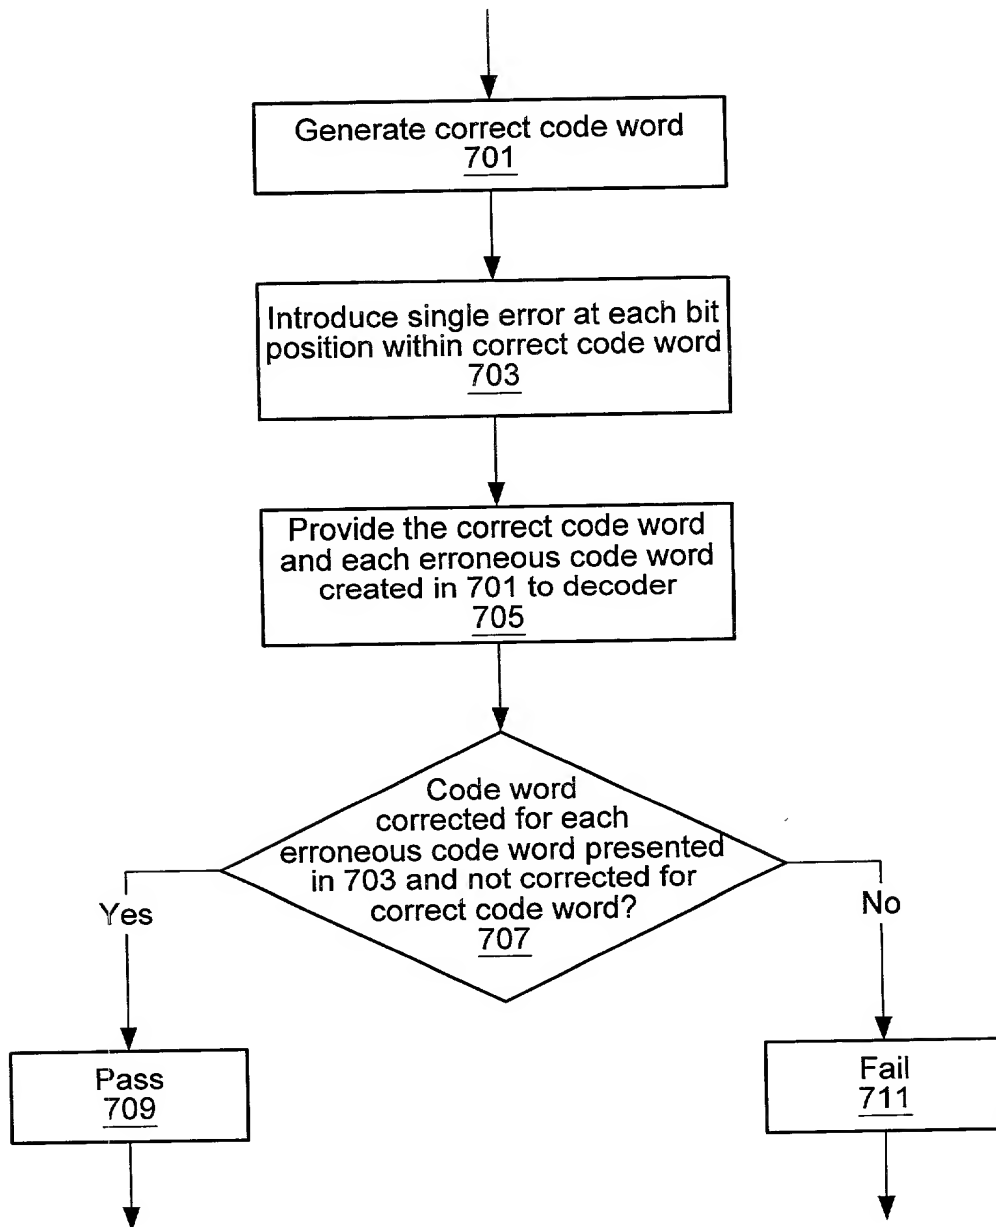 Generate correct code word
701
Introduce single error at each bit
position within correct code word
703
Provide the correct code word
and each erroneous code word
created in 701 to decoder
705
Code word
corrected for each
erroneous code word presented
in 703 and not corrected for
correct code word?
707
Yes
No
Pass
709
Fail
711